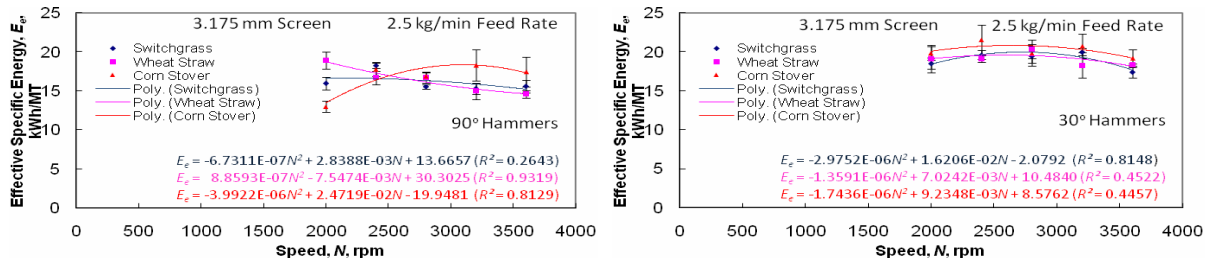 3.175 mm Screen 2.5 kg/min Feed Rate
Effective Specific Energy, Ee,
kWh/MT
25
20
15
10
5
0
Switchgrass
Wheat Straw
Corn Stover
Poly. (Switchgrass)
Poly. (Wheat Straw)
Poly. (Corn Stover)
90° Hammers
Ee = -6.7311E-07N² + 2.8388E-03N + 13.6657 (R² = 0.2643)
Ee = 8.8593E-07N² - 7.5474E-03N + 30.3025 (R² = 0.9319)
Ee = -3.9922E-06N² + 2.4719E-02N - 19.9481 (R² = 0.8129)
0 500 1000 1500 2000 2500 3000 3500 4000
Speed, N, rpm
3.175 mm Screen 2.5 kg/min Feed Rate
Effective Specific Energy, Ee,
kWh/MT
25
20
15
10
5
0
Switchgrass
Wheat Straw
Corn Stover
Poly. (Switchgrass)
Poly. (Wheat Straw)
Poly. (Corn Stover)
30° Hammers
Ee = -2.9752E-06N² + 1.6206E-02N - 2.0792 (R² = 0.8148)
Ee = -1.3591E-06N² + 7.0242E-03N + 10.4840 (R² = 0.4522)
Ee = -1.7436E-06N² + 9.2348E-03N + 8.5762 (R² = 0.4457)
0 500 1000 1500 2000 2500 3000 3500 4000
Speed, N, rpm